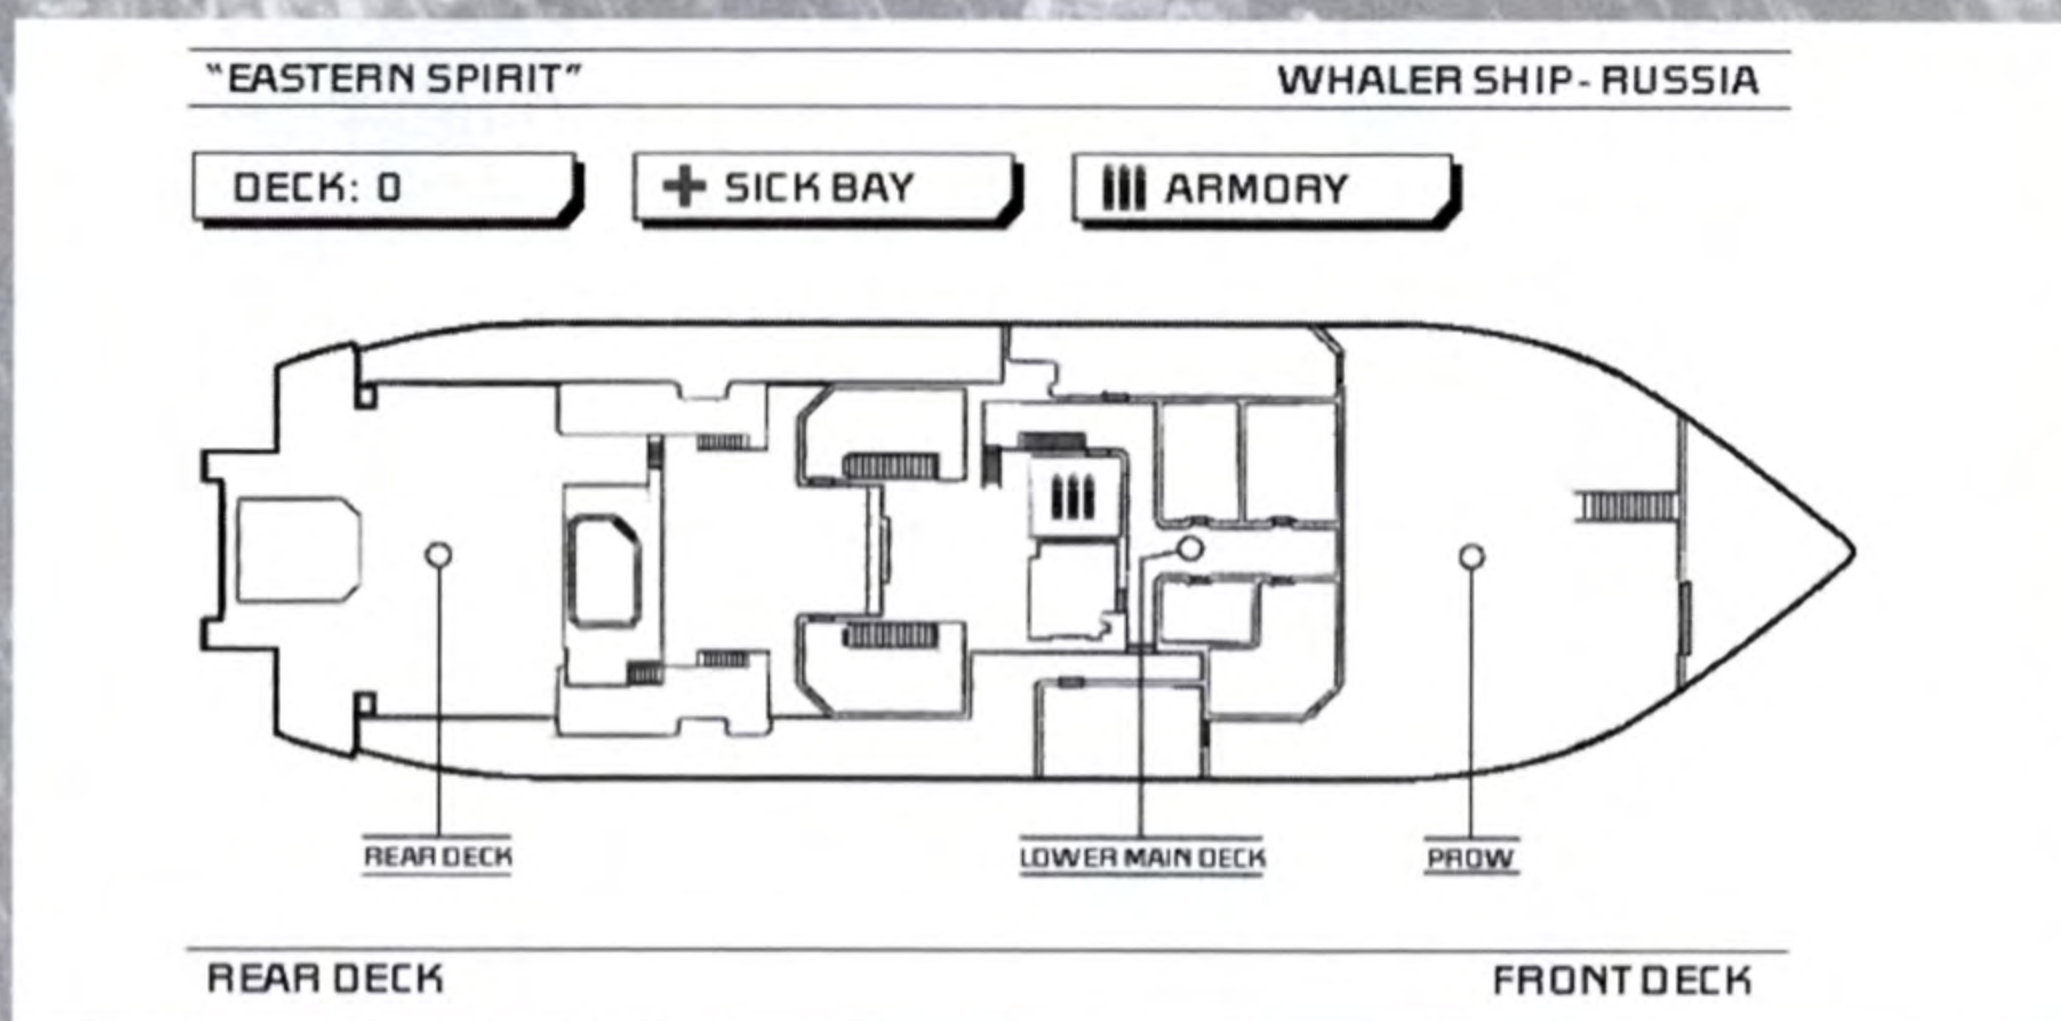 "EASTERN SPIRIT"
WHALER SHIP - RUSSIA
DECK: 0
SICK BAY
ARMORY
REAR DECK
LOWER MAIN DECK
PROW
REAR DECK
FRONT DECK